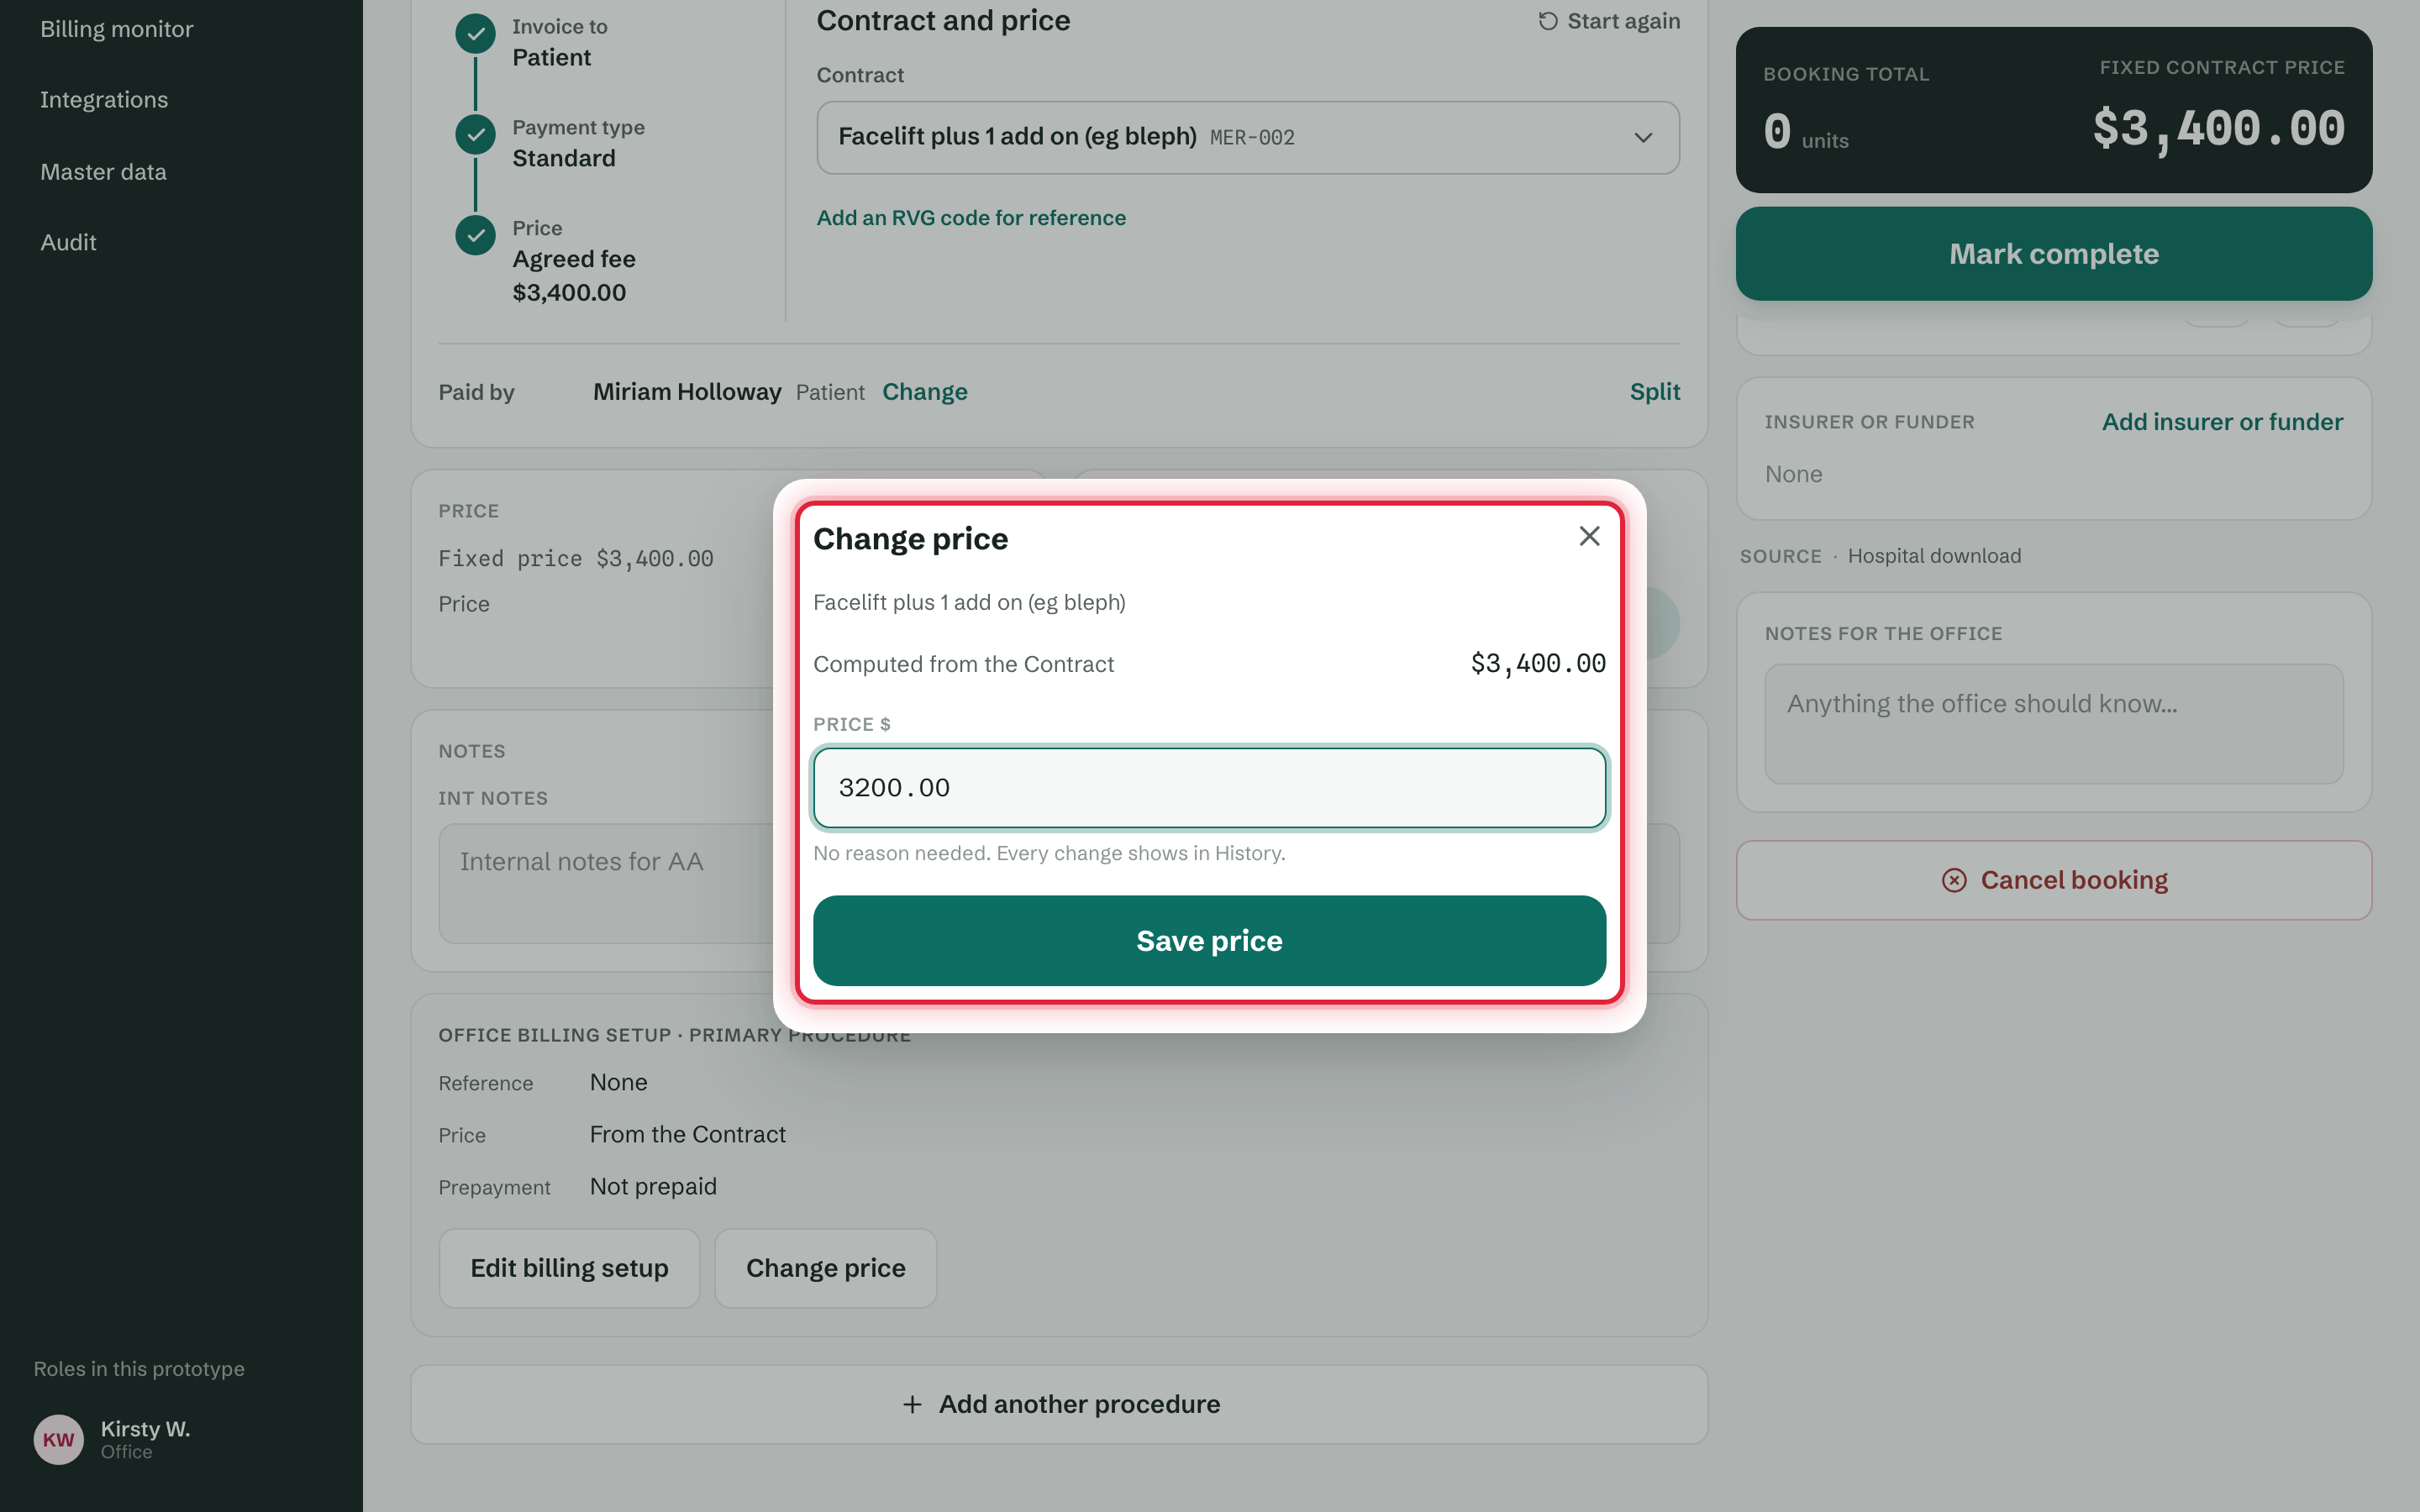 Billing monitor
Integrations
Master data
Audit
Roles in this prototype
KW
Kirsty W.
Office
Invoice to
Patient
Payment type
Standard
Price
Agreed fee
$3,400.00
Contract and price
Start again
Contract
Facelift plus 1 add on (eg bleph) MER-002
Add an RVG code for reference
Paid by Miriam Holloway Patient Change Split
PRICE
Fixed price $3,400.00
Price
NOTES
INT NOTES
Internal notes for AA
Change price
Facelift plus 1 add on (eg bleph)
Computed from the Contract $3,400.00
PRICE $
3200.00
No reason needed. Every change shows in History.
Save price
OFFICE BILLING SETUP · PRIMARY PROCEDURE
Reference None
Price From the Contract
Prepayment Not prepaid
Edit billing setup
Change price
+ Add another procedure
BOOKING TOTAL
0 units
FIXED CONTRACT PRICE
$3,400.00
Mark complete
INSURER OR FUNDER Add insurer or funder
None
SOURCE · Hospital download
NOTES FOR THE OFFICE
Anything the office should know...
Cancel booking